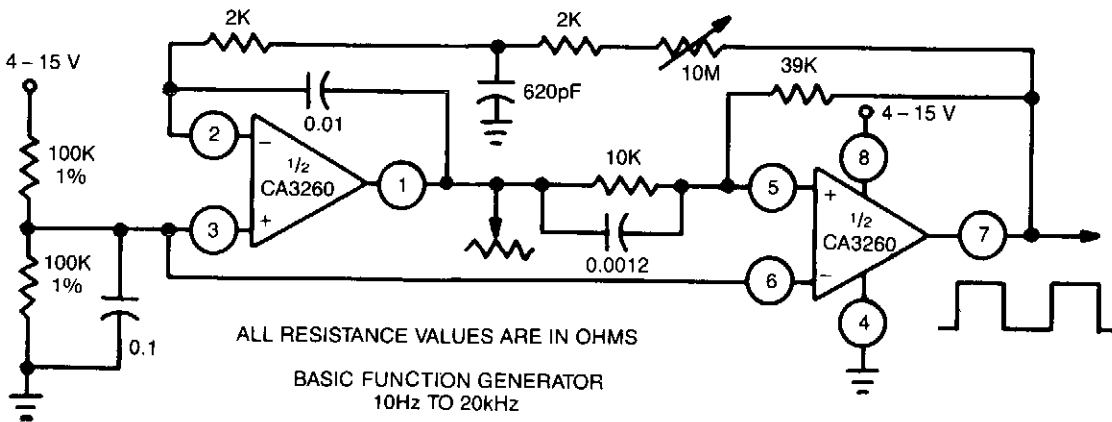 2K
2K
10M
4 – 15 V
39K
620pF
0.01
4 – 15 V
2
8
100K
1%
1/2
CA3260
10K
1
5
1/2
CA3260
3
7
100K
1%
0.0012
6
0.1
4
ALL RESISTANCE VALUES ARE IN OHMS
BASIC FUNCTION GENERATOR
10Hz TO 20kHz